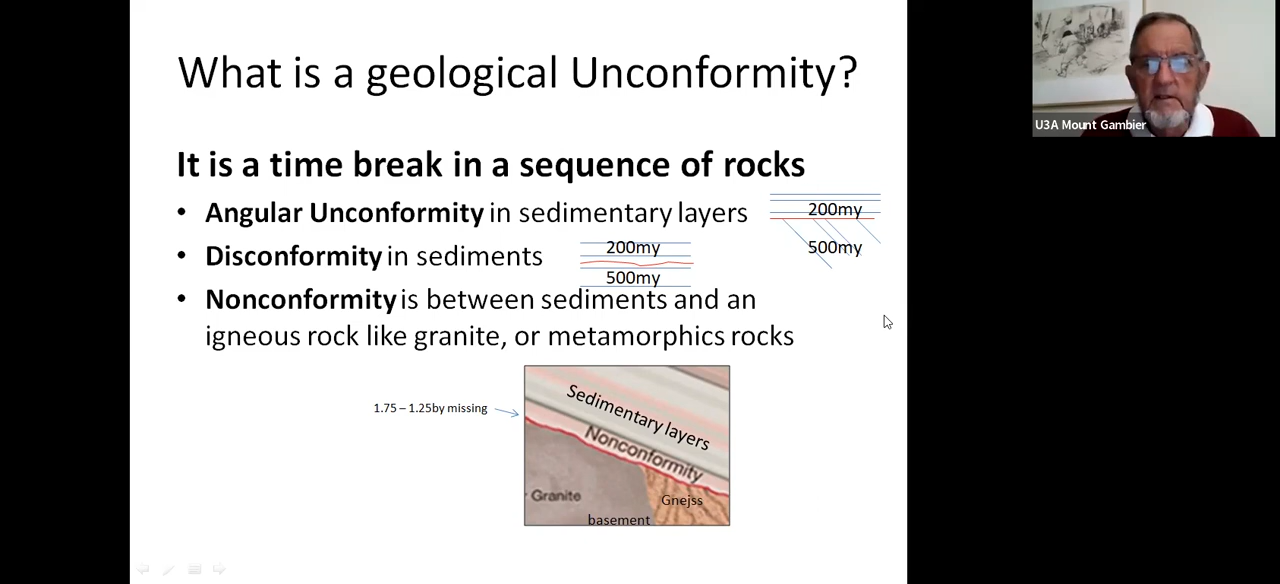 What is a geological Unconformity?
U3A Mount Gambier
It is a time break in a sequence of rocks
• Angular Unconformity in sedimentary layers
200my
500my
• Disconformity in sediments
200my
500my
• Nonconformity is between sediments and an
igneous rock like granite, or metamorphics rocks
1.75 – 1.25by missing
Sedimentary layers
Nonconformity
Granite
Gnejss
basement